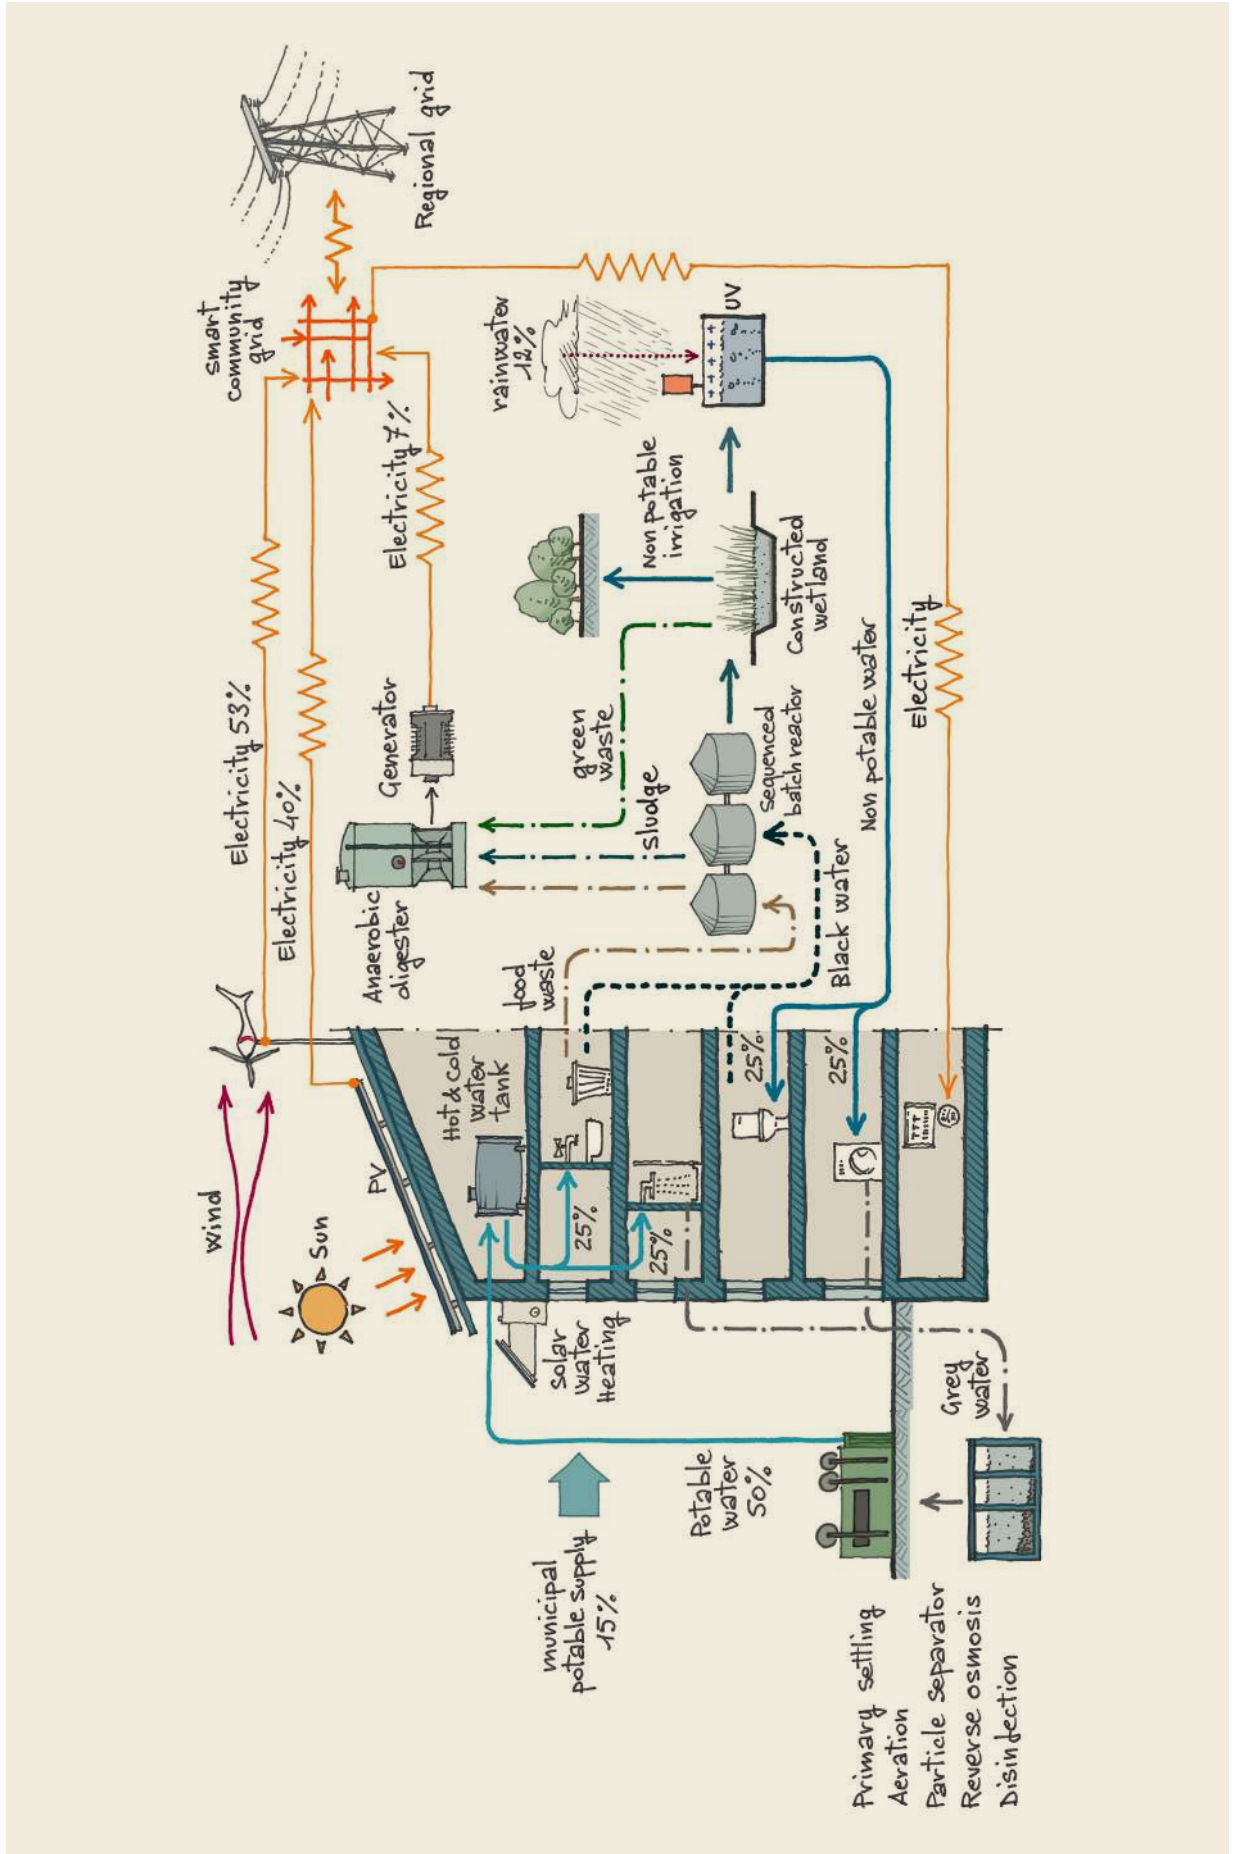 Wind
Sun
PV
Electricity 53%
Electricity 40%
smart
community
grid
Regional grid
Anaerobic
digester
Generator
Electricity 7%
municipal
potable supply
15%
Solar
Water
Heating
Hot & Cold
water
tank
25%
25%
food
waste
green
waste
sludge
Non potable
irrigation
rainwater
12%
UV
Potable
water
50%
25%
25%
Black water
Sequenced
batch reactor
Constructed
wetland
Non potable water
Electricity
Grey
water
Primary settling
Aeration
Particle separator
Reverse osmosis
Disinfection